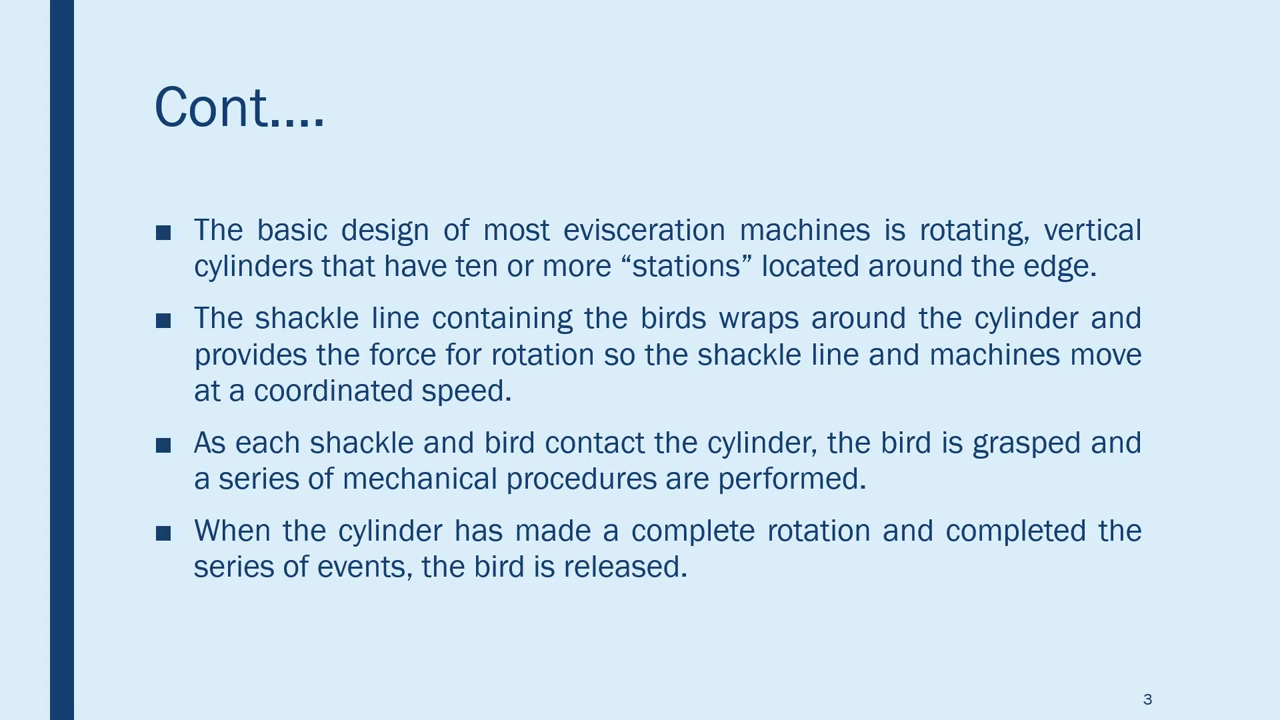 Cont....
■ The basic design of most evisceration machines is rotating, vertical
cylinders that have ten or more “stations” located around the edge.
■ The shackle line containing the birds wraps around the cylinder and
provides the force for rotation so the shackle line and machines move
at a coordinated speed.
■ As each shackle and bird contact the cylinder, the bird is grasped and
a series of mechanical procedures are performed.
■ When the cylinder has made a complete rotation and completed the
series of events, the bird is released.
3